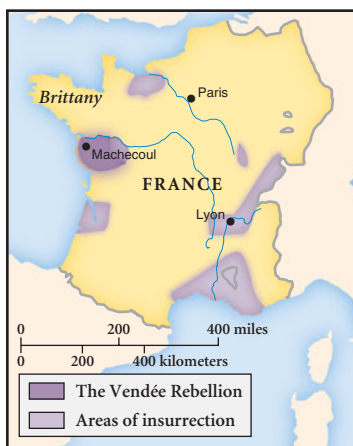 Paris
Brittany
Machecoul
FRANCE
Lyon
0 200 400 miles
0 200 400 kilometers
The Vendée Rebellion
Areas of insurrection